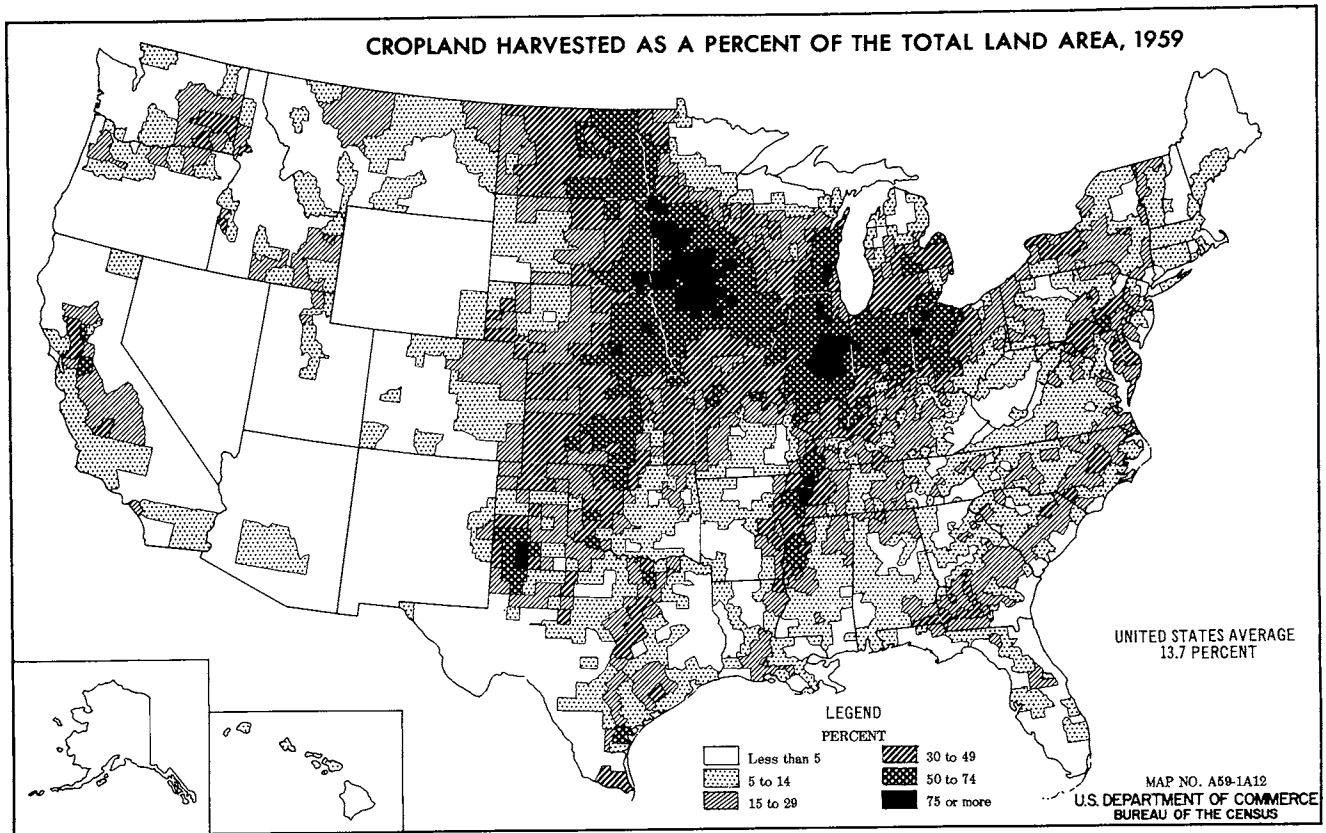 CROPLAND HARVESTED AS A PERCENT OF THE TOTAL LAND AREA, 1959
UNITED STATES AVERAGE
13.7 PERCENT
LEGEND
PERCENT
Less than 5
5 to 14
15 to 29
30 to 49
50 to 74
75 or more
MAP NO. A59-1A12
U.S. DEPARTMENT OF COMMERCE
BUREAU OF THE CENSUS